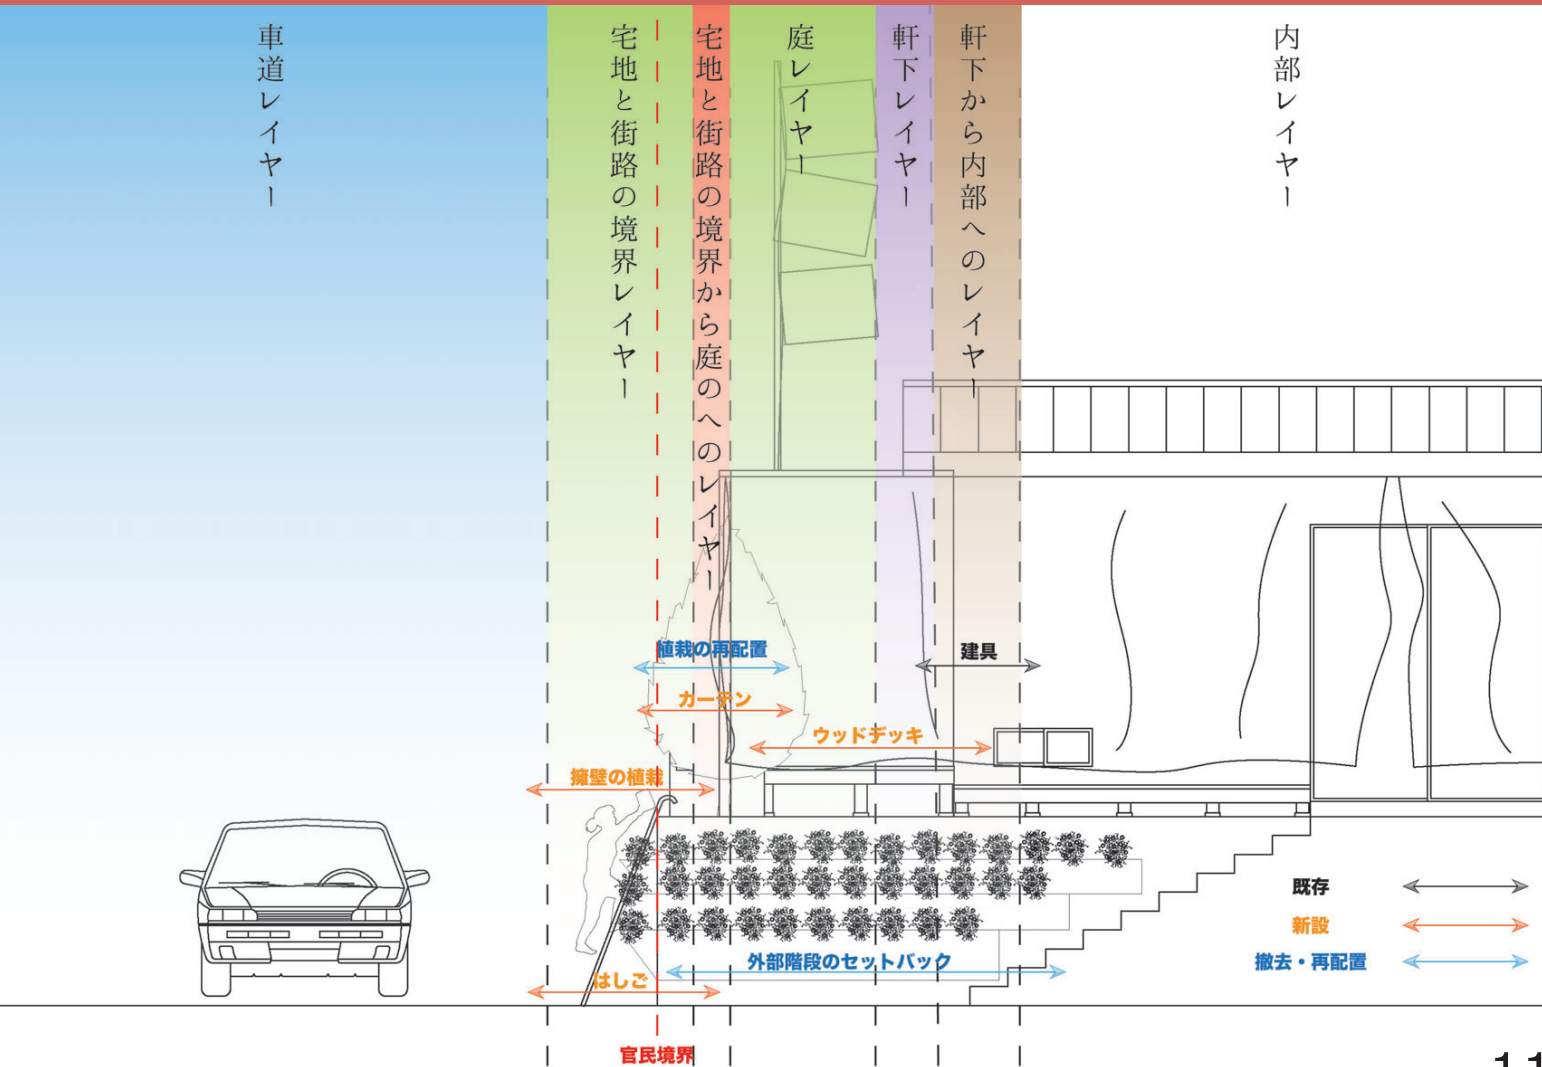 車道レイヤー
宅地と街路の境界レイヤー
宅地と街路の境界から庭のへのレイヤー
庭レイヤー
軒下レイヤー
軒下から内部へのレイヤー
内部レイヤー
植栽の再配置
建具
カーテン
ウッドデッキ
擁壁の植栽
既存
新設
外部階段のセットバック
撤去・再配置
はしご
官民境界
11